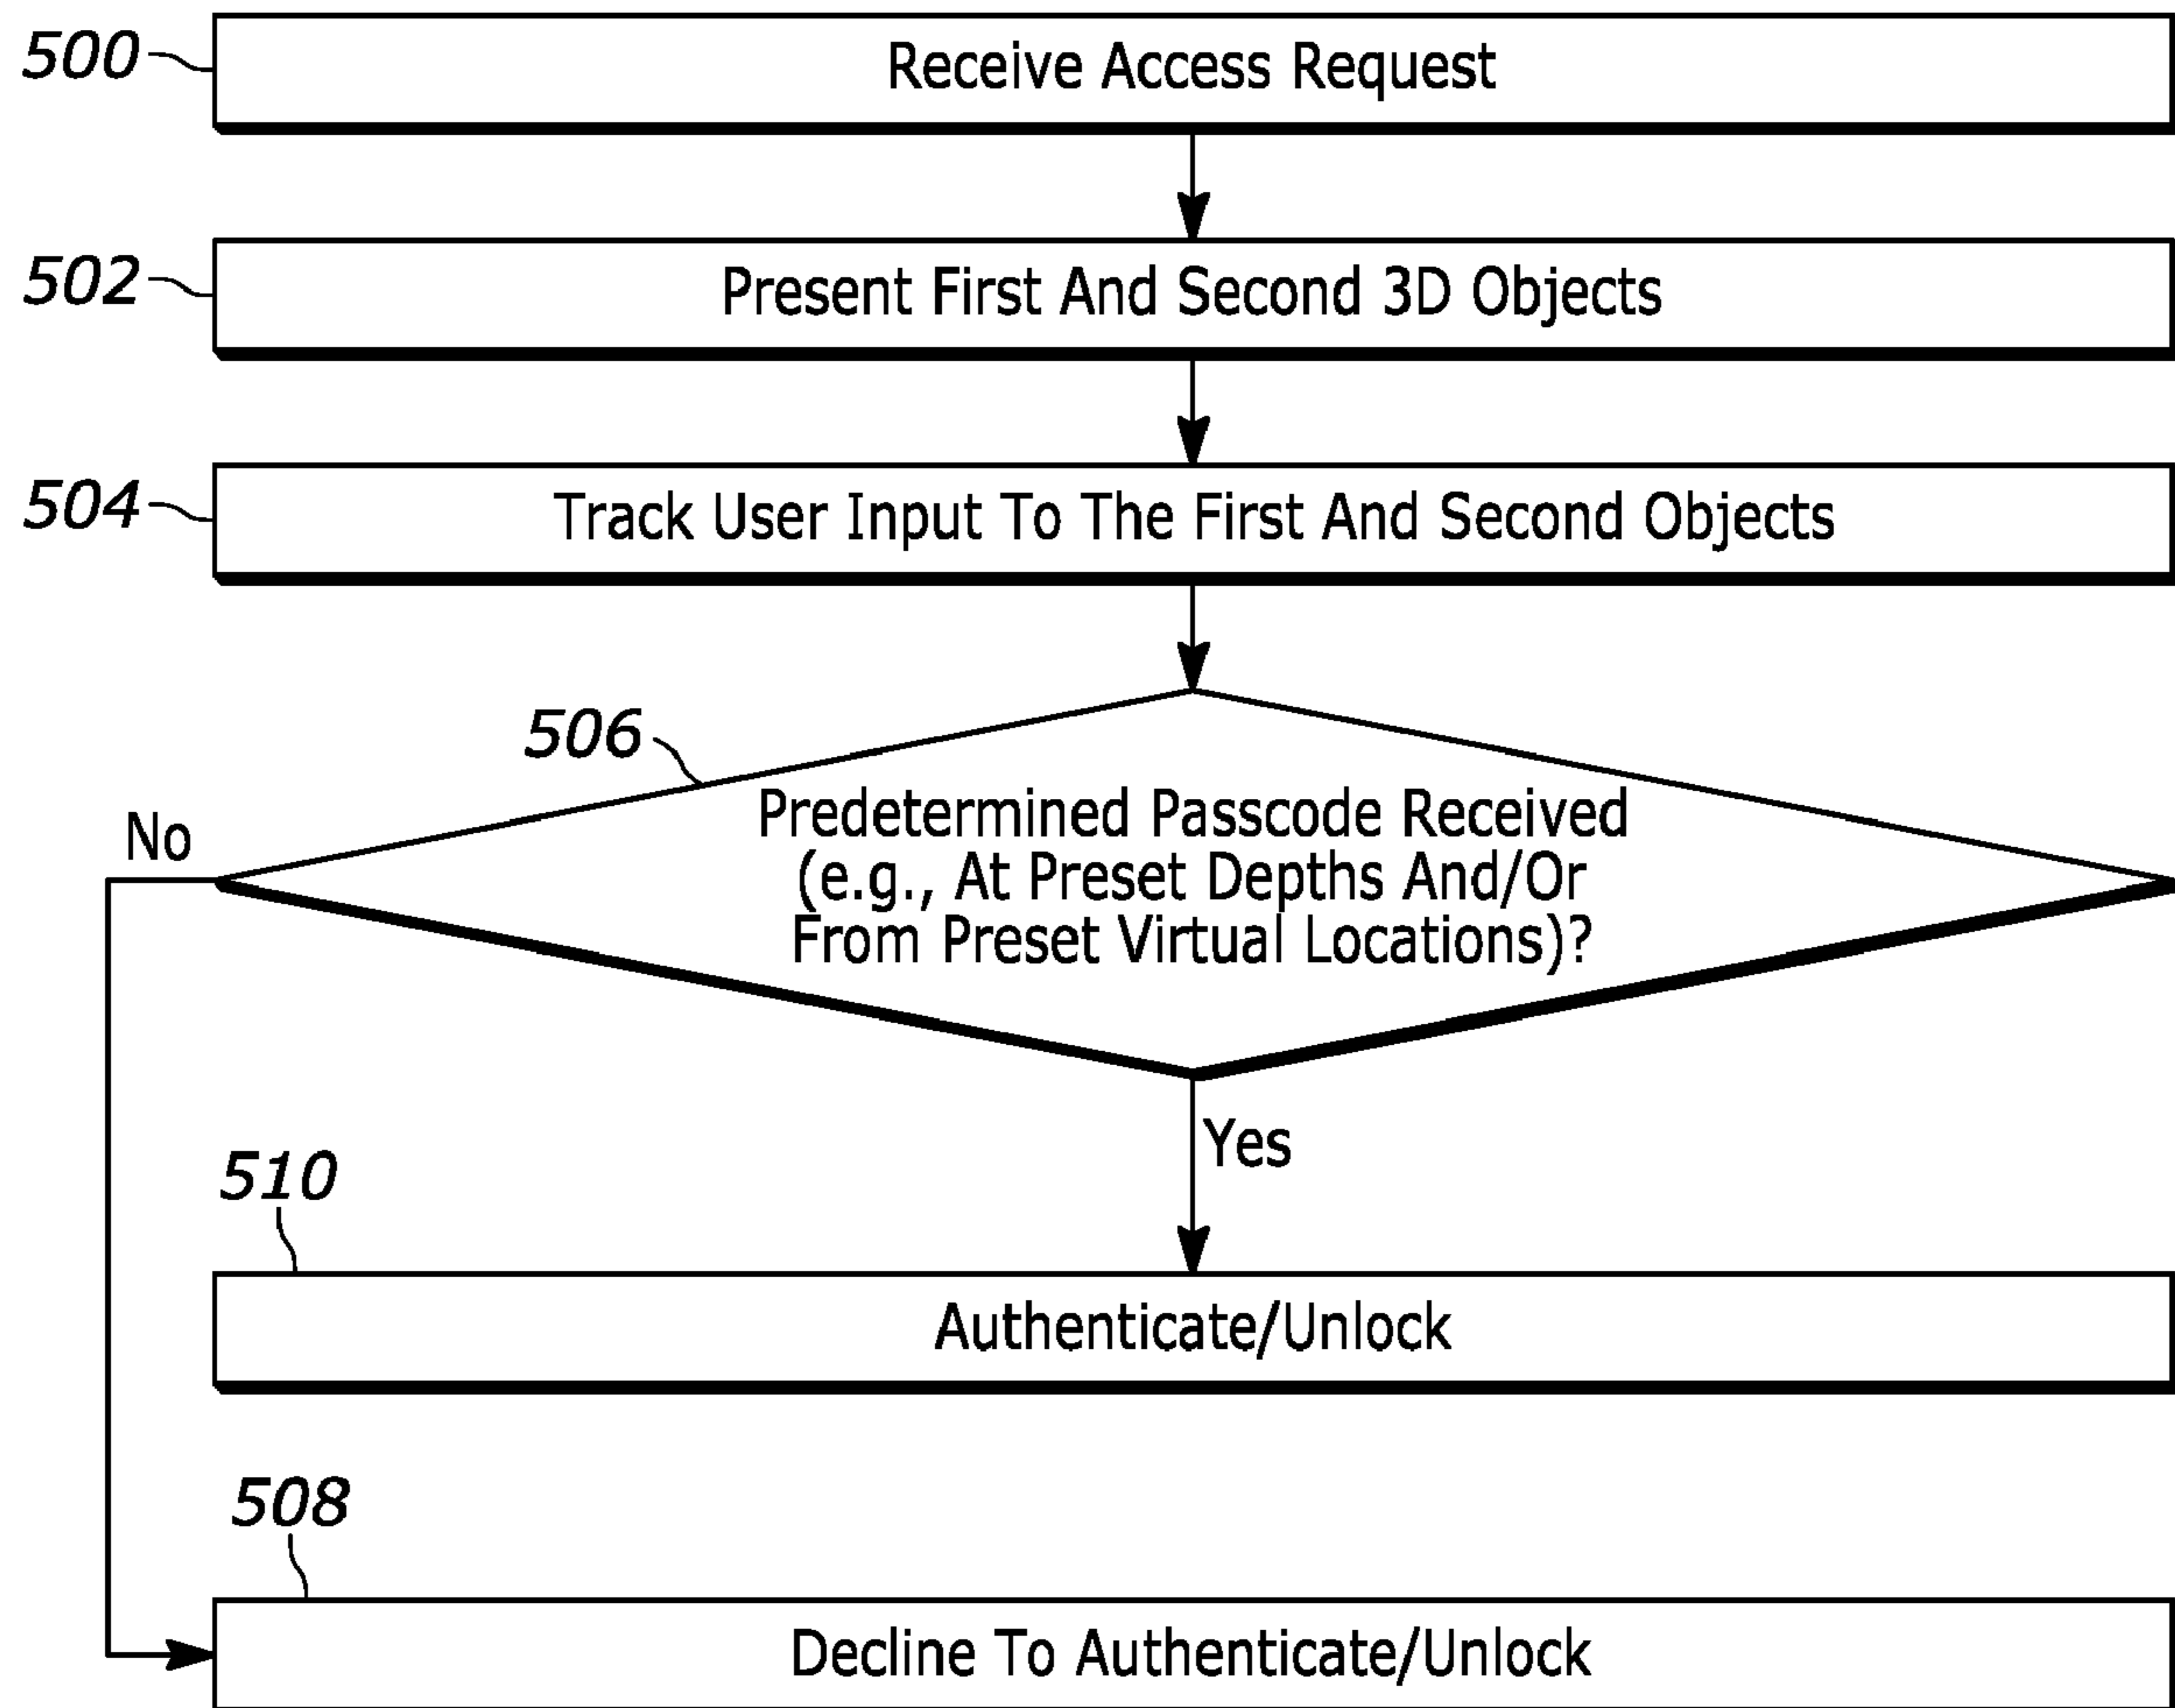 500
Receive Access Request
502
Present First And Second 3D Objects
504
Track User Input To The First And Second Objects
506
Predetermined Passcode Received
(e.g., At Preset Depths And/Or
From Preset Virtual Locations)?
No
Yes
510
Authenticate/Unlock
508
Decline To Authenticate/Unlock